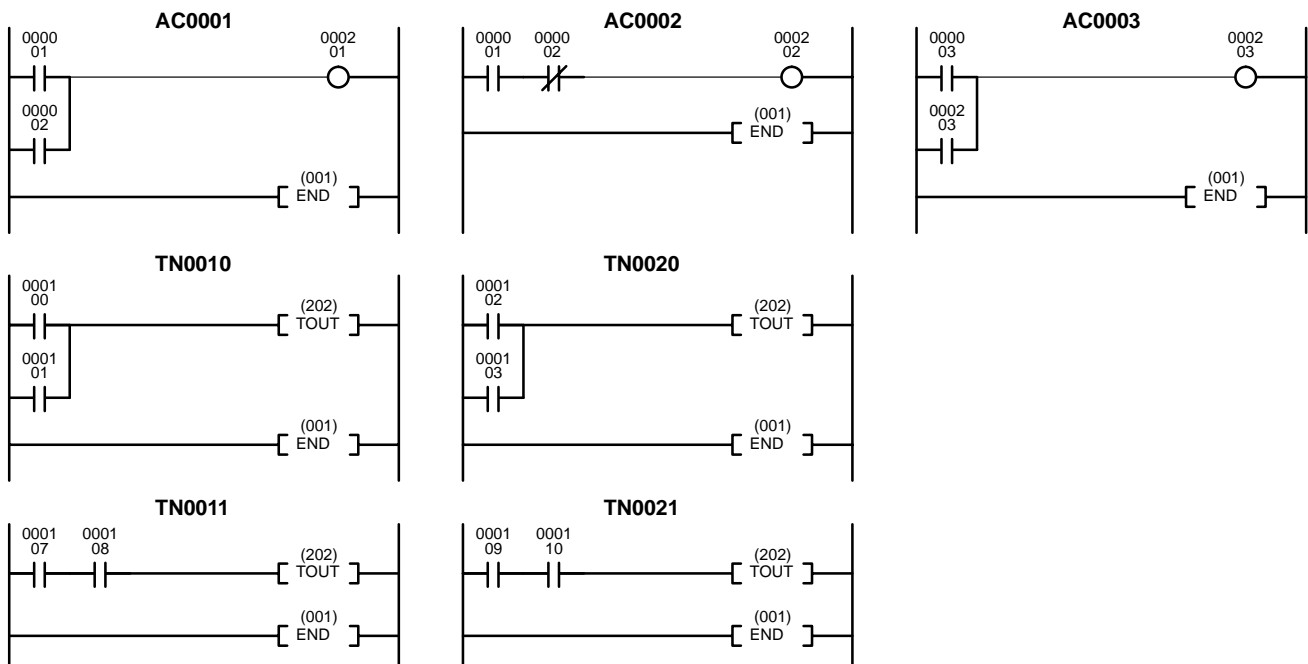 AC0001
0000
01
0002
01
0000
02
(001)
END
AC0002
0000
01
0000
02
0002
02
(001)
END
AC0003
0000
03
0002
03
0002
03
(001)
END
TN0010
0001
00
(202)
TOUT
0001
01
(001)
END
TN0020
0001
02
(202)
TOUT
0001
03
(001)
END
TN0011
0001
07
0001
08
(202)
TOUT
(001)
END
TN0021
0001
09
0001
10
(202)
TOUT
(001)
END